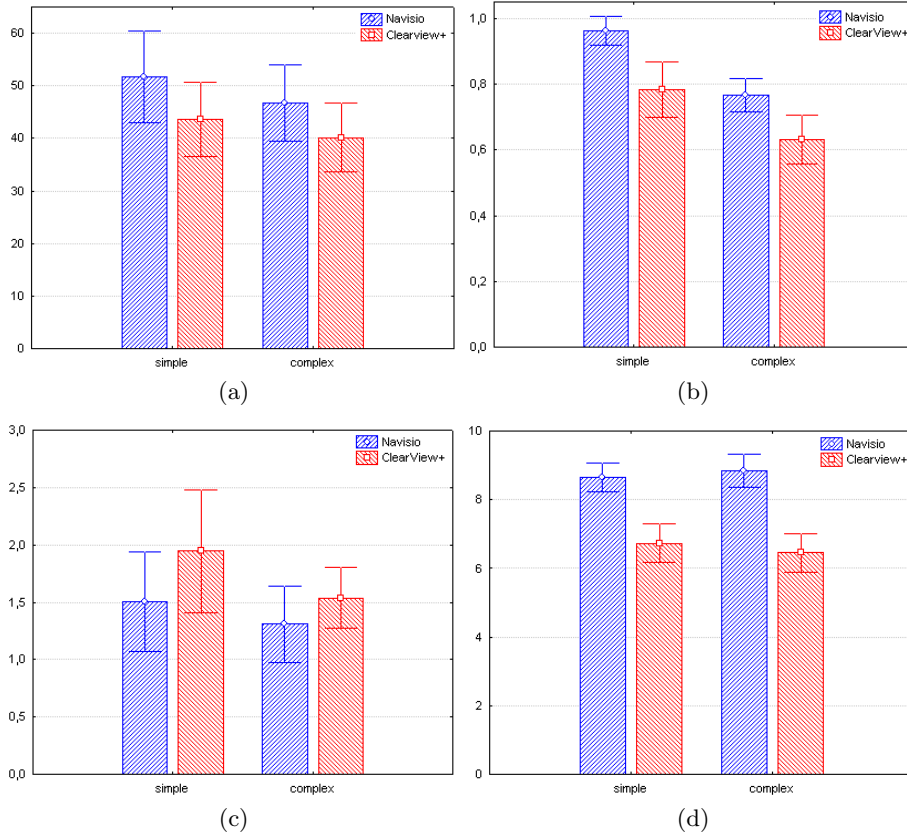 Navisio
Clearview+
60
50
40
30
20
10
0
simple
complex
(a)
Navisio
ClearView+
1,0
0,8
0,6
0,4
0,2
0,0
simple
complex
(b)
Navisio
ClearView+
3,0
2,5
2,0
1,5
1,0
0,5
0,0
simple
complex
(c)
Navisio
Clearview+
10
8
6
4
2
0
simple
complex
(d)